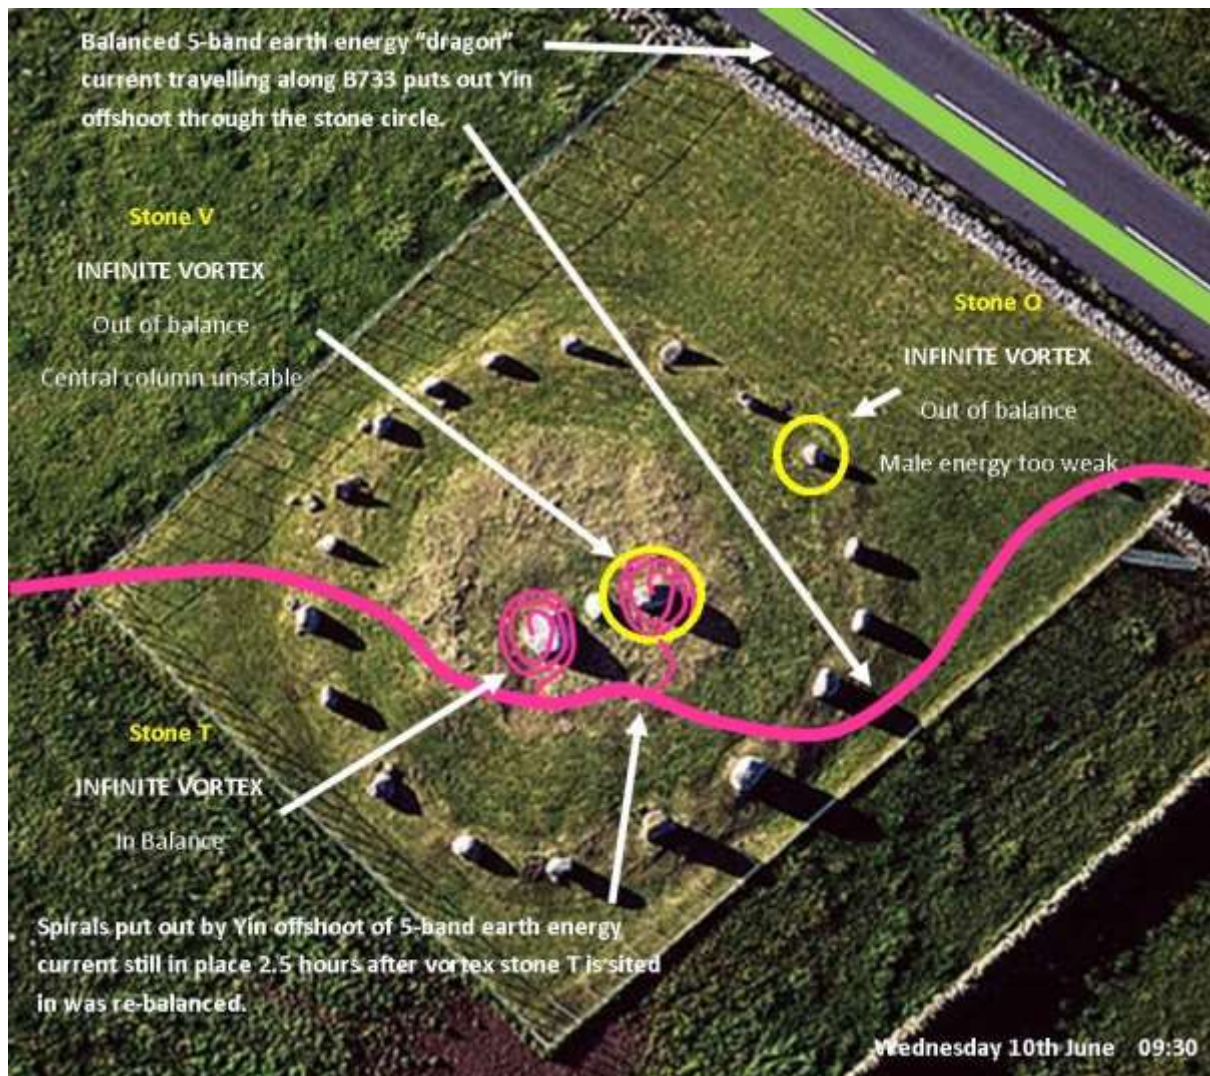 Balanced 5-band earth energy "dragon"
current travelling along B733 puts out Yin
offshoot through the stone circle.
Stone V
INFINITE VORTEX
Out of balance
Central column unstable
Stone O
INFINITE VORTEX
Out of balance
Male energy too weak
Stone T
INFINITE VORTEX
In Balance
Spirals put out by Yin offshoot of 5-band earth energy
current still in place 2.5 hours after vortex stone T is sited
in was re-balanced.
Wednesday 10th June 09:30